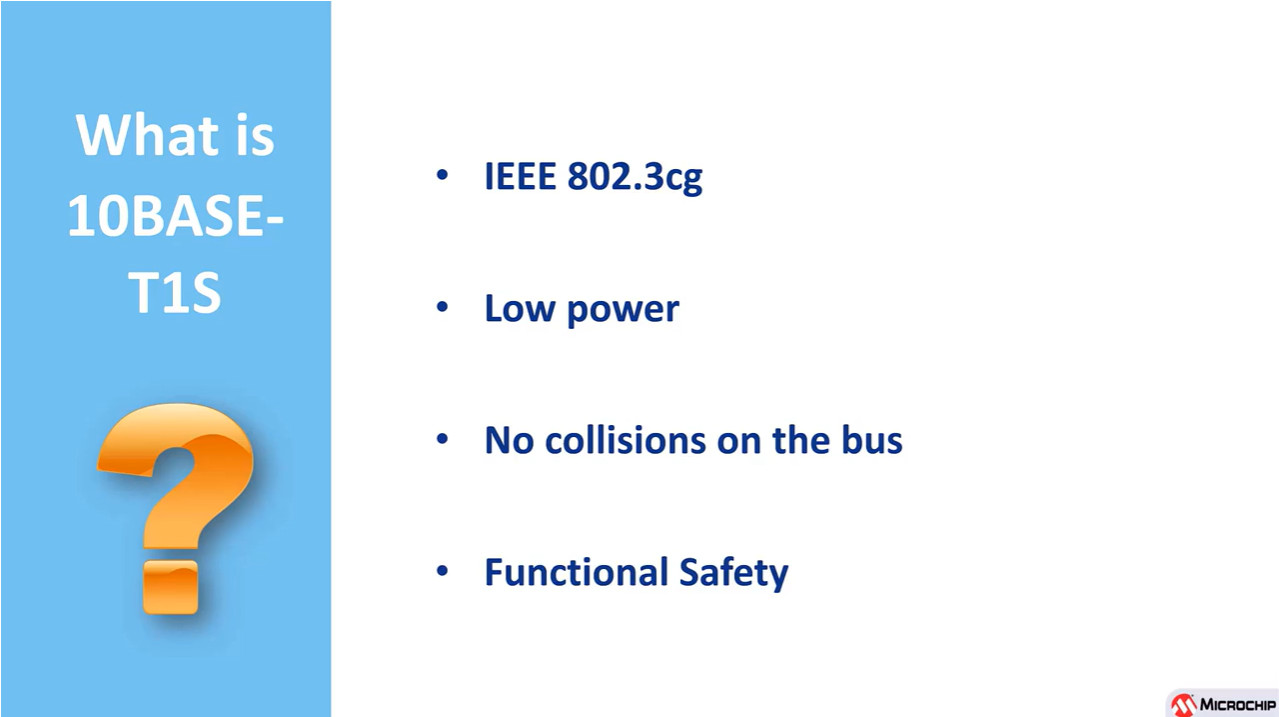 What is
10BASE-
T1S
• IEEE 802.3cg
• Low power
• No collisions on the bus
• Functional Safety
MICROCHIP